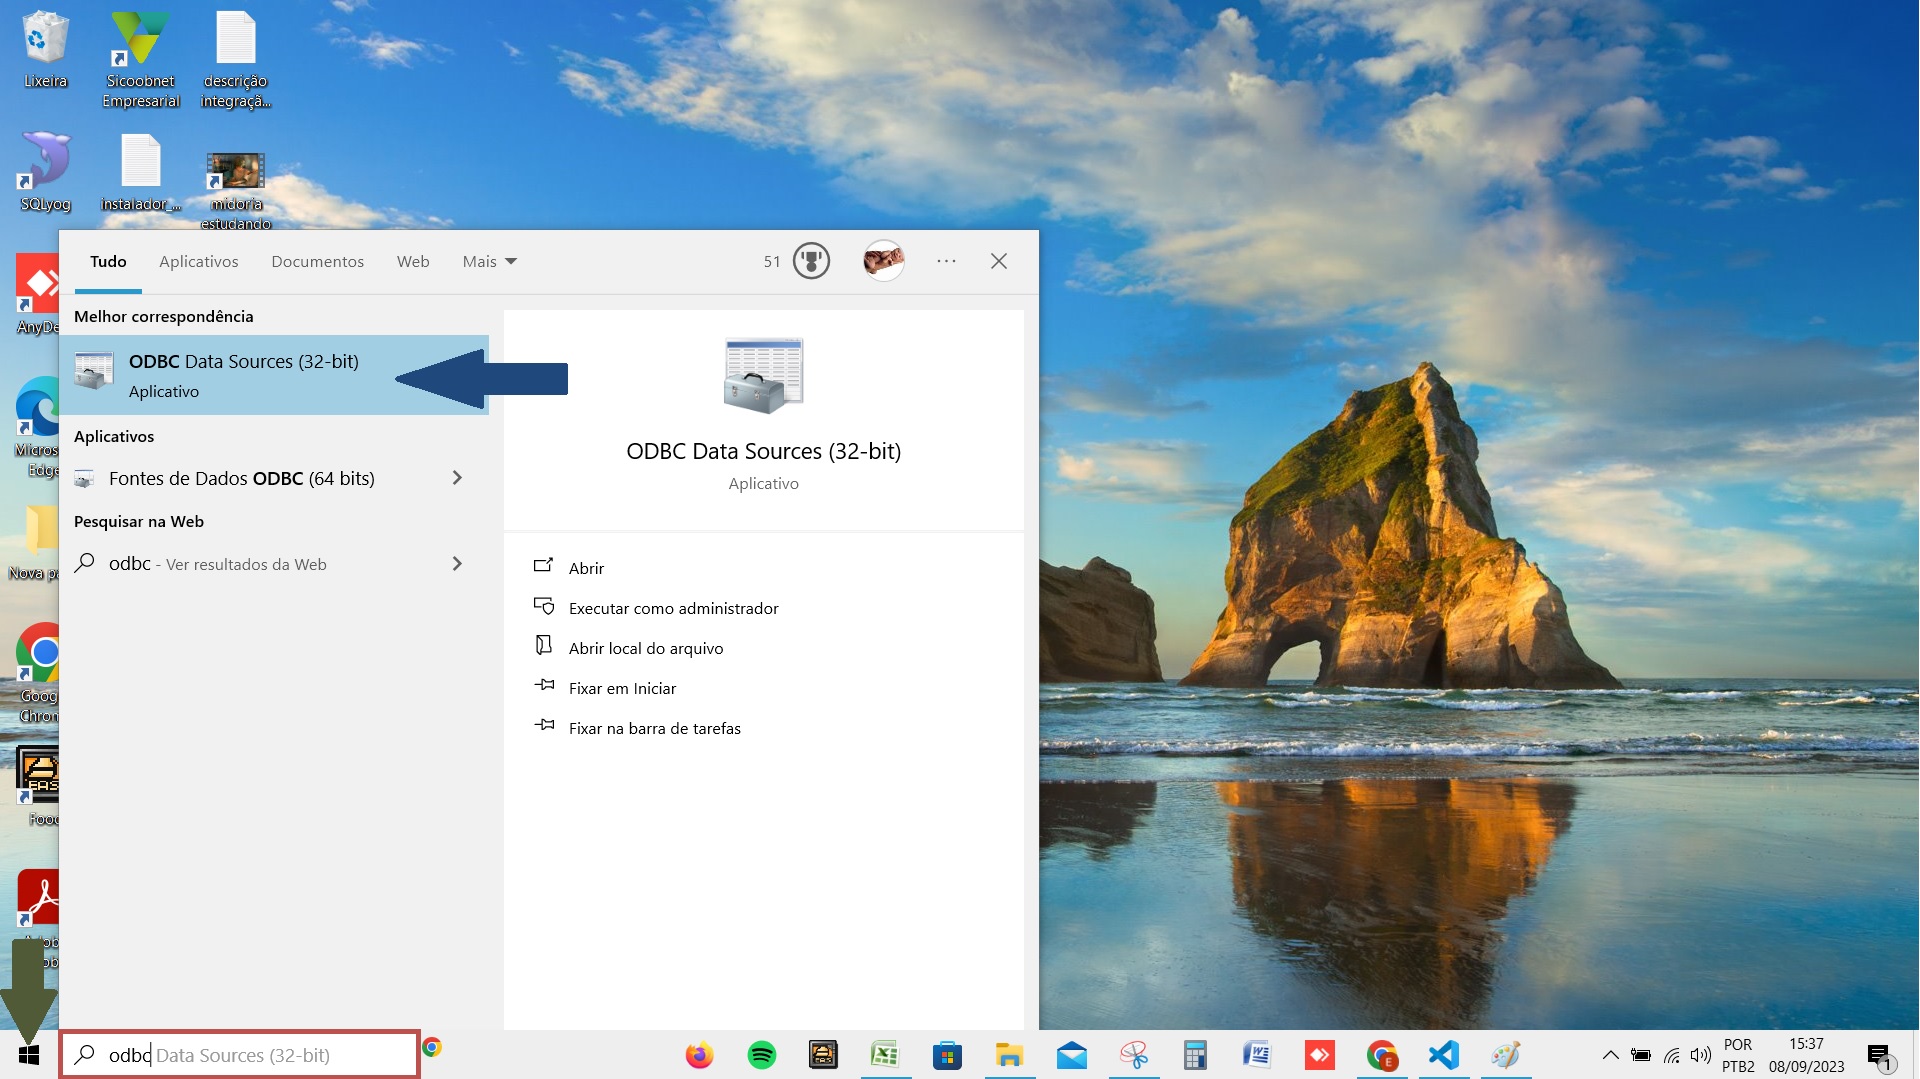 Lixeira
Sicoobnet
Empresarial
descrição
integraçã...
SQLyog
instalador_...
midoria
estudando
AnyDe
Micros
Edge
Nova pa
Goog
Chrom
EAS
Food
Tudo
Aplicativos
Documentos
Web
Mais
51
Melhor correspondência
ODBC Data Sources (32-bit)
Aplicativo
Aplicativos
Fontes de Dados ODBC (64 bits)
Pesquisar na Web
odbc - Ver resultados da Web
ODBC Data Sources (32-bit)
Aplicativo
Abrir
Executar como administrador
Abrir local do arquivo
Fixar em Iniciar
Fixar na barra de tarefas
odbc Data Sources (32-bit)
E
POR
PTB2
15:37
08/09/2023
1